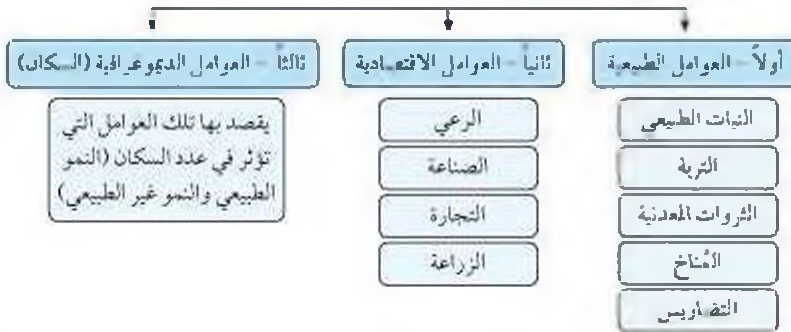 أولاً – العوامل الطبيعية
النبات الطبيعي
التربة
الثروات المعدنية
المُناخ
التضاريس
ثانياً – العوامل الاقتصادية
الرعي
الصناعة
التجارة
الزراعة
ثالثاً – العوامل الديموغرافية (السكان)
يقصد بها تلك العوامل التي
تؤثر في عدد السكان (النمو
الطبيعي والنمو غير الطبيعي)